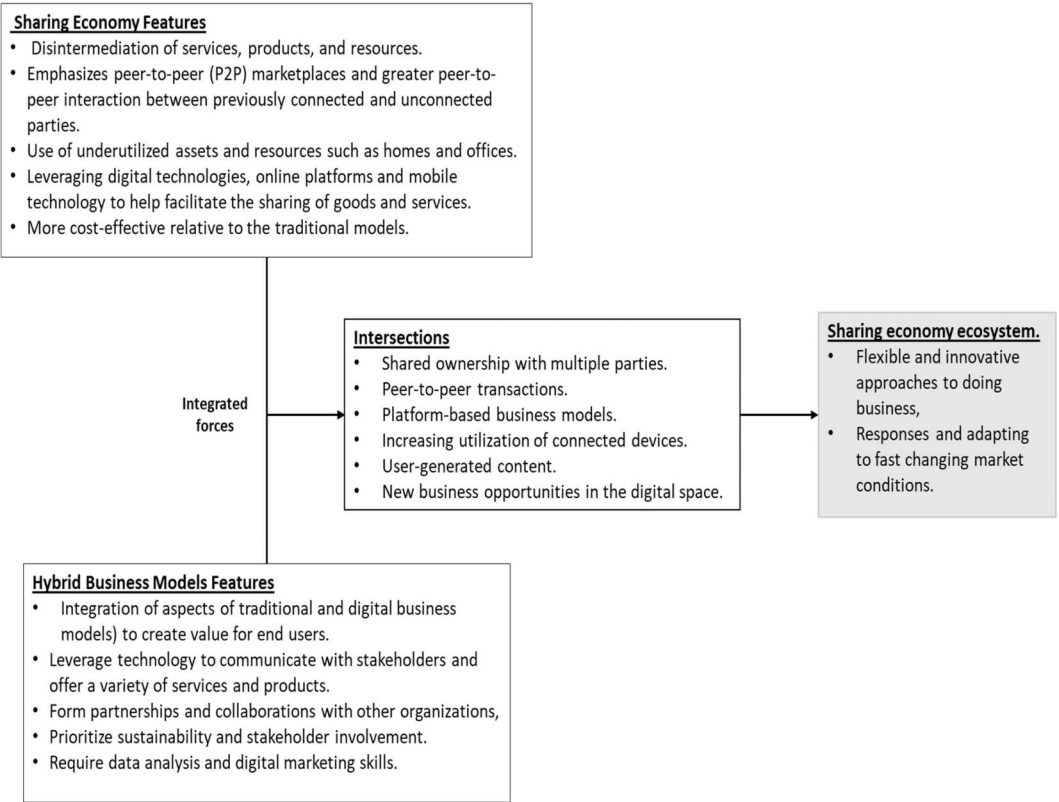 Sharing Economy Features
• Disintermediation of services, products, and resources.
• Emphasizes peer-to-peer (P2P) marketplaces and greater peer-to-
peer interaction between previously connected and unconnected
parties.
• Use of underutilized assets and resources such as homes and offices.
• Leveraging digital technologies, online platforms and mobile
technology to help facilitate the sharing of goods and services.
• More cost-effective relative to the traditional models.
Integrated
forces
Intersections
• Shared ownership with multiple parties.
• Peer-to-peer transactions.
• Platform-based business models.
• Increasing utilization of connected devices.
• User-generated content.
• New business opportunities in the digital space.
Sharing economy ecosystem.
• Flexible and innovative
approaches to doing
business,
• Responses and adapting
to fast changing market
conditions.
Hybrid Business Models Features
• Integration of aspects of traditional and digital business
models) to create value for end users.
• Leverage technology to communicate with stakeholders and
offer a variety of services and products.
• Form partnerships and collaborations with other organizations,
• Prioritize sustainability and stakeholder involvement.
• Require data analysis and digital marketing skills.